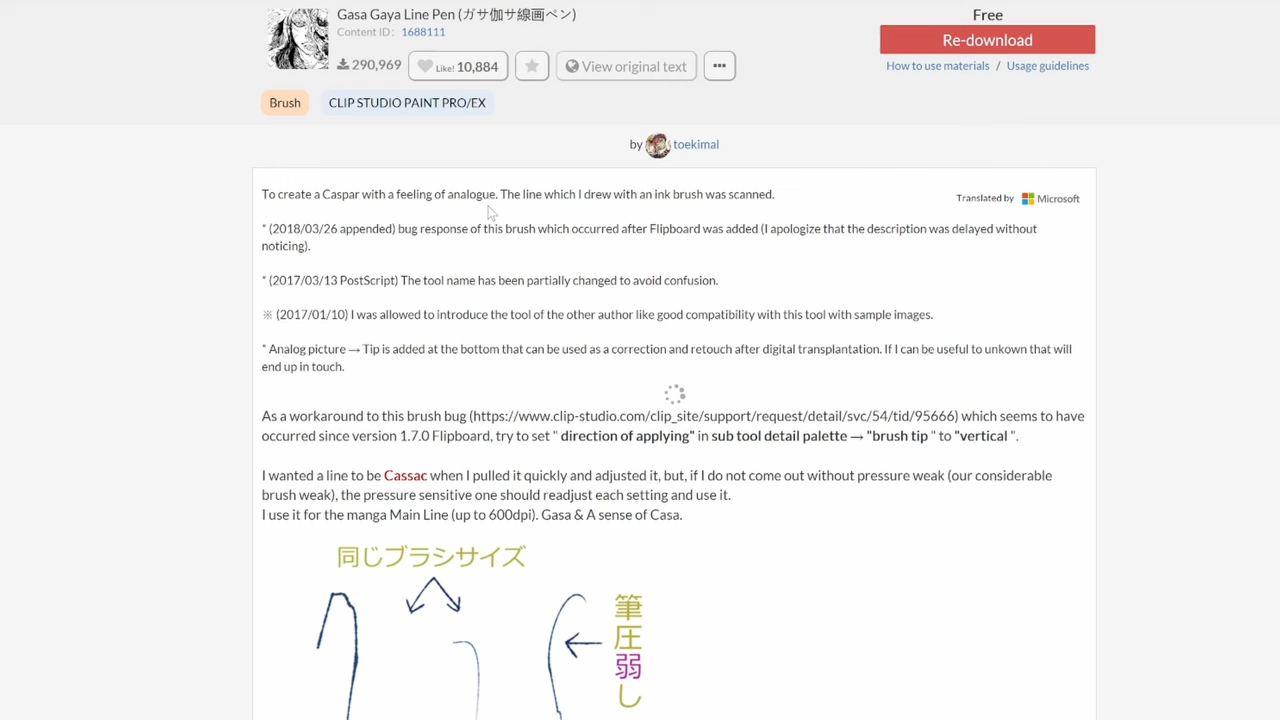 Gasa Gaya Line Pen (ガサ伽サ線画ペン)
Content ID： 1688111
290,969 Like! 10,884 View original text •••
Free
Re-download
How to use materials / Usage guidelines
Brush CLIP STUDIO PAINT PRO/EX
by toekimal
To create a Caspar with a feeling of analogue. The line which I drew with an ink brush was scanned.
Translated by Microsoft
* (2018/03/26 appended) bug response of this brush which occurred after Flipboard was added (I apologize that the description was delayed without
noticing).
* (2017/03/13 PostScript) The tool name has been partially changed to avoid confusion.
※ (2017/01/10) I was allowed to introduce the tool of the other author like good compatibility with this tool with sample images.
* Analog picture → Tip is added at the bottom that can be used as a correction and retouch after digital transplantation. If I can be useful to unkown that will
end up in touch.
As a workaround to this brush bug (https://www.clip-studio.com/clip_site/support/request/detail/svc/54/tid/95666) which seems to have
occurred since version 1.7.0 Flipboard, try to set " direction of applying" in sub tool detail palette → "brush tip " to "vertical ".
I wanted a line to be Cassac when I pulled it quickly and adjusted it, but, if I do not come out without pressure weak (our considerable
brush weak), the pressure sensitive one should readjust each setting and use it.
I use it for the manga Main Line (up to 600dpi). Gasa & A sense of Casa.
同じブラシサイズ
筆圧弱し